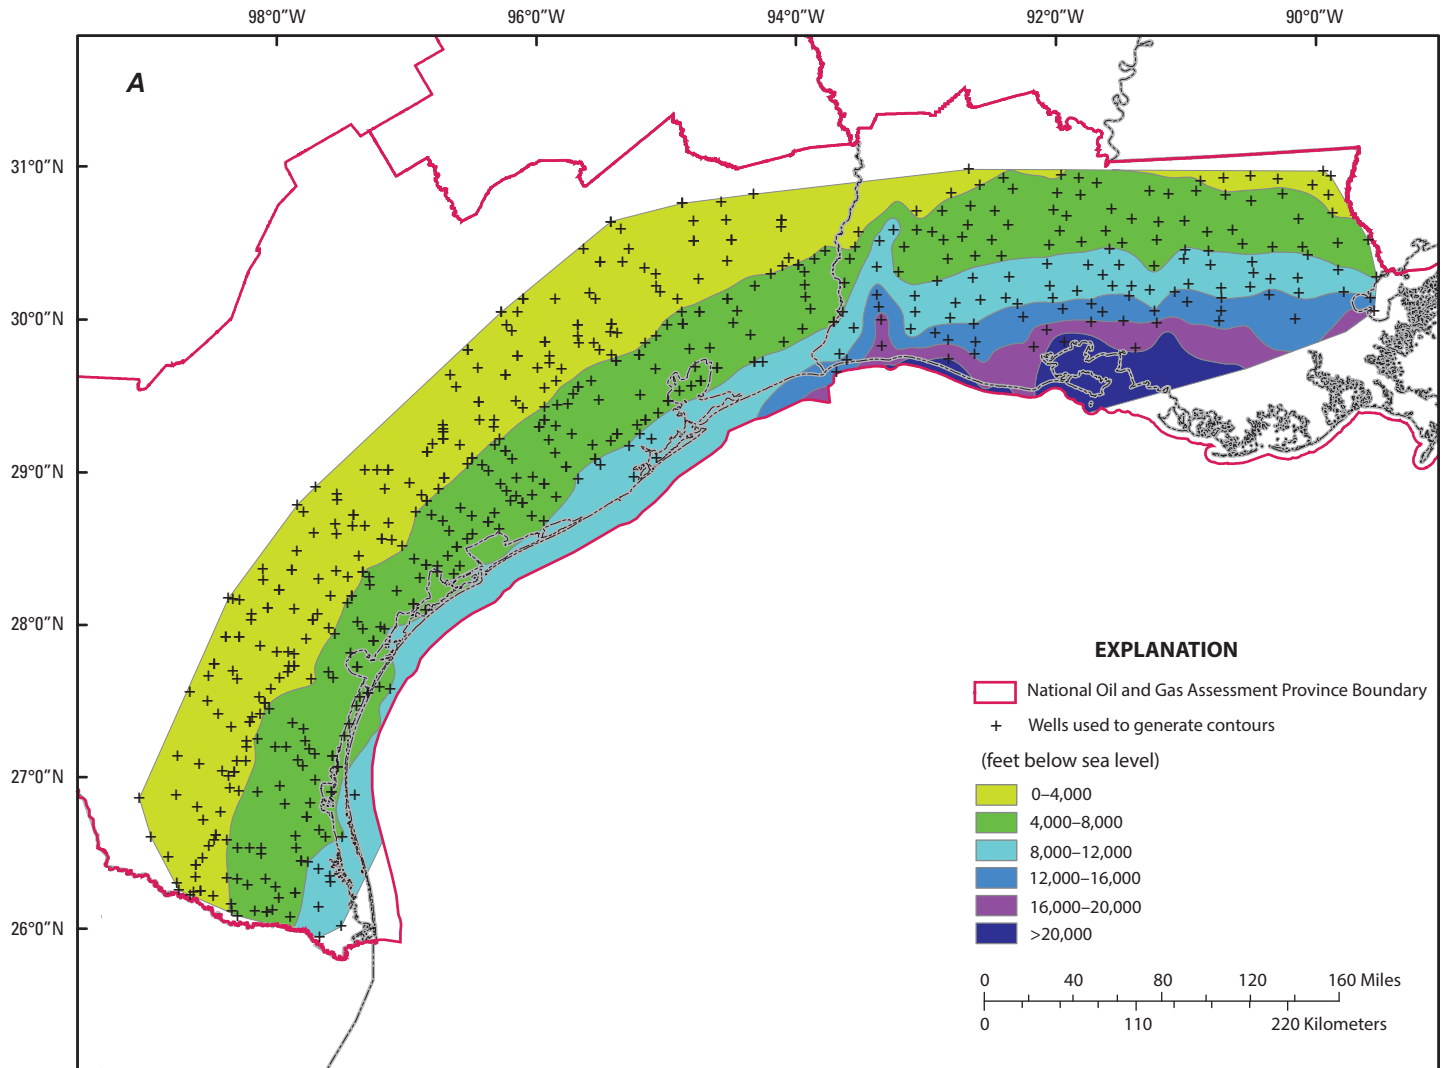 98°0"W 96°0"W 94°0"W 92°0"W 90°0"W
A
31°0"N
30°0"N
29°0"N
28°0"N
27°0"N
26°0"N
EXPLANATION
National Oil and Gas Assessment Province Boundary
Wells used to generate contours
(feet below sea level)
0–4,000
4,000–8,000
8,000–12,000
12,000–16,000
16,000–20,000
>20,000
0 40 80 120 160 Miles
0 110 220 Kilometers